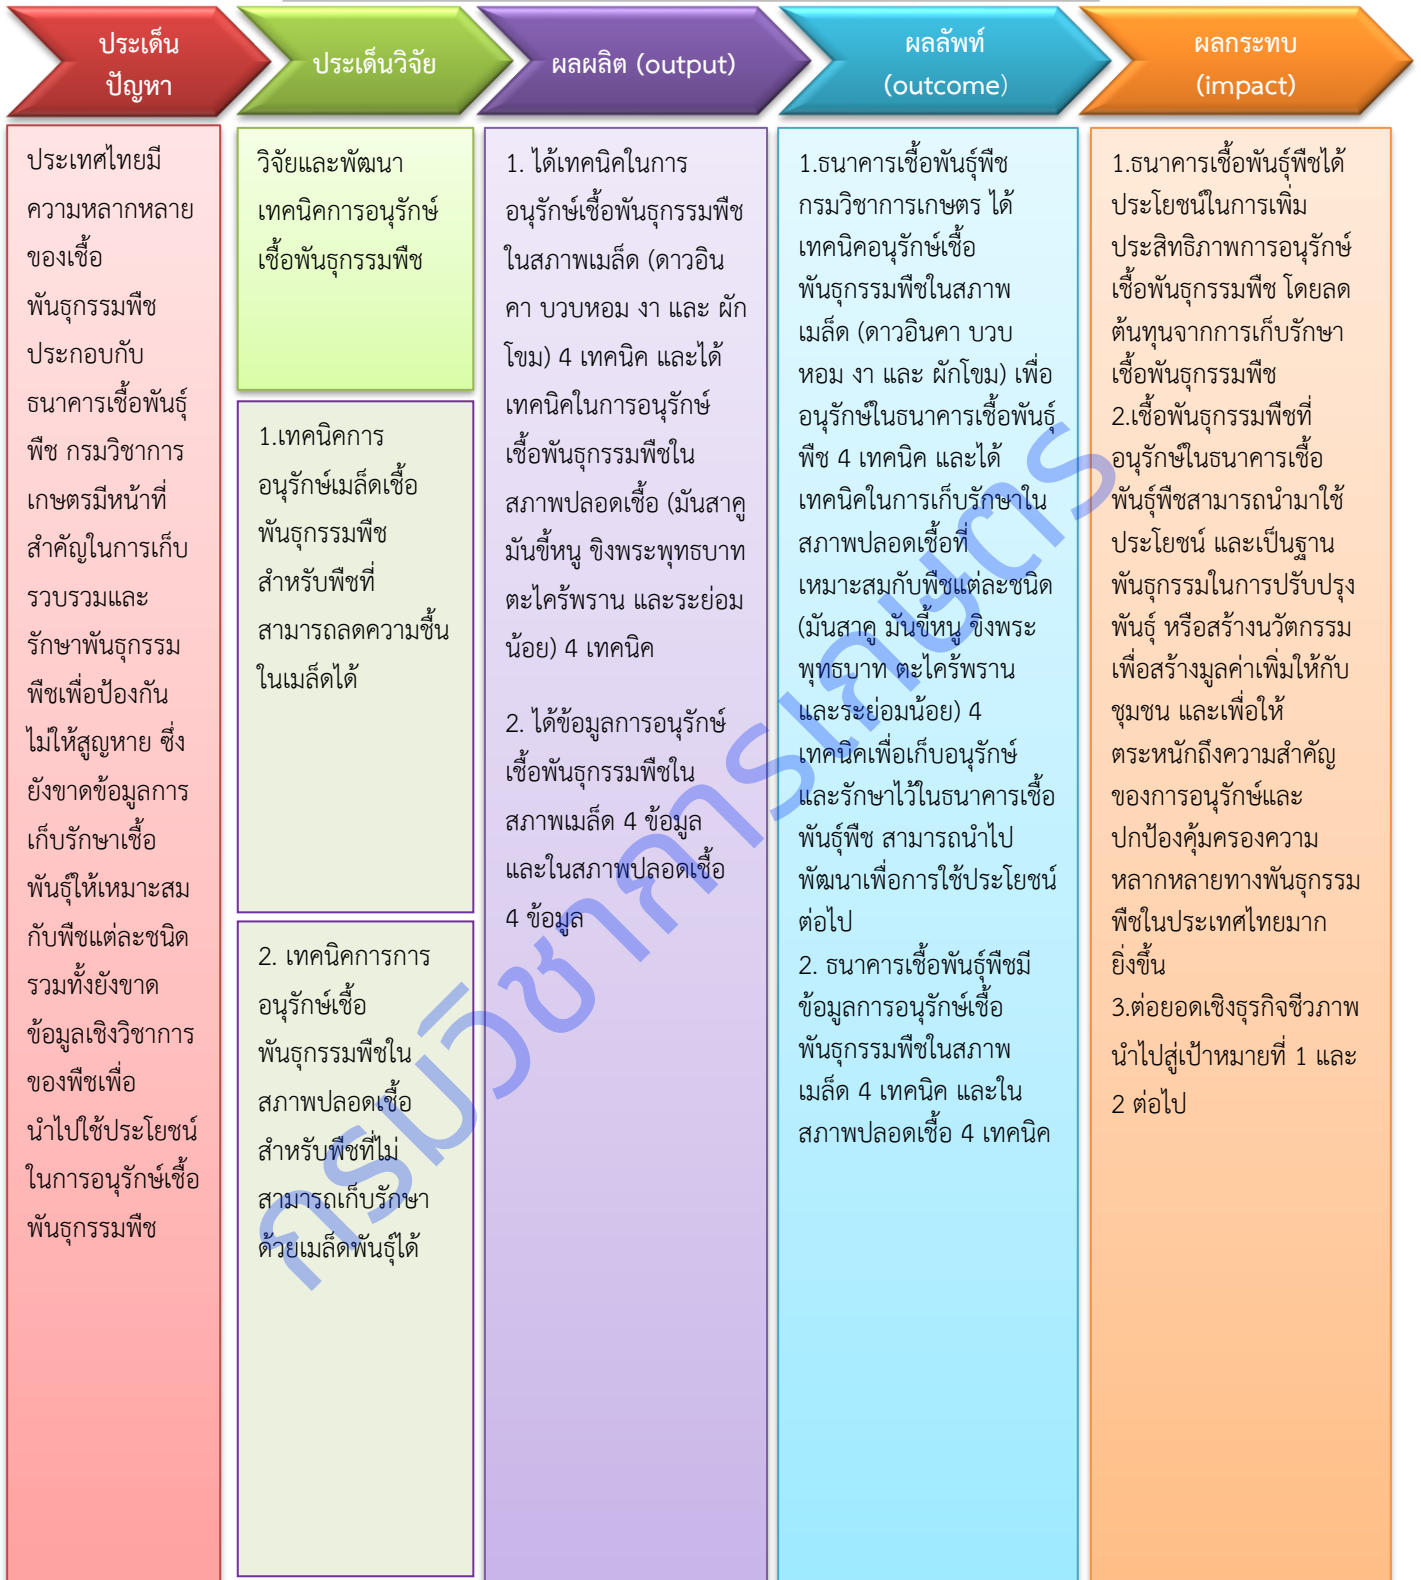 ประเด็น
ปัญหา
ประเด็นวิจัย
ผลผลิต (output)
ผลลัพท์
(outcome)
ผลกระทบ
(impact)
ประเทศไทยมี
ความหลากหลาย
ของเชื้อ
พันธุกรรมพืช
ประกอบกับ
ธนาคารเชื้อพันธุ์
พืช กรมวิชาการ
เกษตรมีหน้าที่
สำคัญในการเก็บ
รวบรวมและ
รักษาพันธุกรรม
พืชเพื่อป้องกัน
ไม่ให้สูญหาย ซึ่ง
ยังขาดข้อมูลการ
เก็บรักษาเชื้อ
พันธุ์ให้เหมาะสม
กับพืชแต่ละชนิด
รวมทั้งยังขาด
ข้อมูลเชิงวิชาการ
ของพืชเพื่อ
นำไปใช้ประโยชน์
ในการอนุรักษ์เชื้อ
พันธุกรรมพืช
วิจัยและพัฒนา
เทคนิคการอนุรักษ์
เชื้อพันธุกรรมพืช
1.เทคนิคการ
อนุรักษ์เมล็ดเชื้อ
พันธุกรรมพืช
สำหรับพืชที่
สามารถลดความชื้น
ในเมล็ดได้
2. เทคนิคการการ
อนุรักษ์เชื้อ
พันธุกรรมพืชใน
สภาพปลอดเชื้อ
สำหรับพืชที่ไม่
สามารถเก็บรักษา
ด้วยเมล็ดพันธุ์ได้
1. ได้เทคนิคในการ
อนุรักษ์เชื้อพันธุกรรมพืช
ในสภาพเมล็ด (ดาวอิน
คา บวบหอม งา และ ผัก
โขม) 4 เทคนิค และได้
เทคนิคในการอนุรักษ์
เชื้อพันธุกรรมพืชใน
สภาพปลอดเชื้อ (มันสาคู
มันขี้หนู ขิงพระพุทธบาท
ตะไคร้พราน และระย่อม
น้อย) 4 เทคนิค
2. ได้ข้อมูลการอนุรักษ์
เชื้อพันธุกรรมพืชใน
สภาพเมล็ด 4 ข้อมูล
และในสภาพปลอดเชื้อ
4 ข้อมูล
1.ธนาคารเชื้อพันธุ์พืช
กรมวิชาการเกษตร ได้
เทคนิคอนุรักษ์เชื้อ
พันธุกรรมพืชในสภาพ
เมล็ด (ดาวอินคา บวบ
หอม งา และ ผักโขม) เพื่อ
อนุรักษ์ในธนาคารเชื้อพันธุ์
พืช 4 เทคนิค และได้
เทคนิคในการเก็บรักษาใน
สภาพปลอดเชื้อที่
เหมาะสมกับพืชแต่ละชนิด
(มันสาคู มันขี้หนู ขิงพระ
พุทธบาท ตะไคร้พราน
และระย่อมน้อย) 4
เทคนิคเพื่อเก็บอนุรักษ์
และรักษาไว้ในธนาคารเชื้อ
พันธุ์พืช สามารถนำไป
พัฒนาเพื่อการใช้ประโยชน์
ต่อไป
2. ธนาคารเชื้อพันธุ์พืชมี
ข้อมูลการอนุรักษ์เชื้อ
พันธุกรรมพืชในสภาพ
เมล็ด 4 เทคนิค และใน
สภาพปลอดเชื้อ 4 เทคนิค
1.ธนาคารเชื้อพันธุ์พืชได้
ประโยชน์ในการเพิ่ม
ประสิทธิภาพการอนุรักษ์
เชื้อพันธุกรรมพืช โดยลด
ต้นทุนจากการเก็บรักษา
เชื้อพันธุกรรมพืช
2.เชื้อพันธุกรรมพืชที่
อนุรักษ์ในธนาคารเชื้อ
พันธุ์พืชสามารถนำมาใช้
ประโยชน์ และเป็นฐาน
พันธุกรรมในการปรับปรุง
พันธุ์ หรือสร้างนวัตกรรม
เพื่อสร้างมูลค่าเพิ่มให้กับ
ชุมชน และเพื่อให้
ตระหนักถึงความสำคัญ
ของการอนุรักษ์และ
ปกป้องคุ้มครองความ
หลากหลายทางพันธุกรรม
พืชในประเทศไทยมาก
ยิ่งขึ้น
3.ต่อยอดเชิงธุรกิจชีวภาพ
นำไปสู่เป้าหมายที่ 1 และ
2 ต่อไป
กรมวิชาการเกษตร